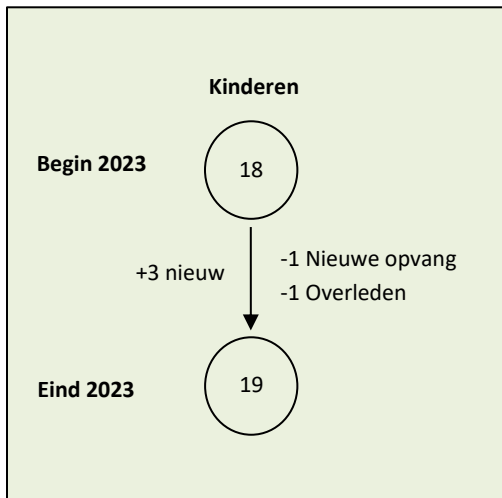 Kinderen
Begin 2023
18
+3 nieuw
-1 Nieuwe opvang
-1 Overleden
Eind 2023
19